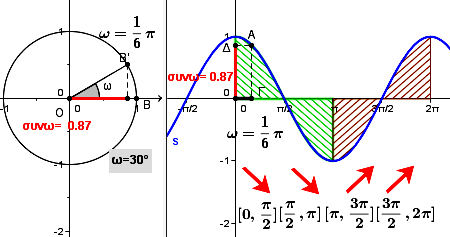 ω = 1/6 π
1
B'
ω
-1
O
0
B
1
συνω= 0.87
ω=30°
-1
-2
1
Δ
A
συνω= 0.87
-π/2
0
Γ
π/2
π
3π/2
2π
ω = 1/6 π
s
-1
[0, π/2] [π/2, π] [π, 3π/2] [3π/2, 2π]
-2